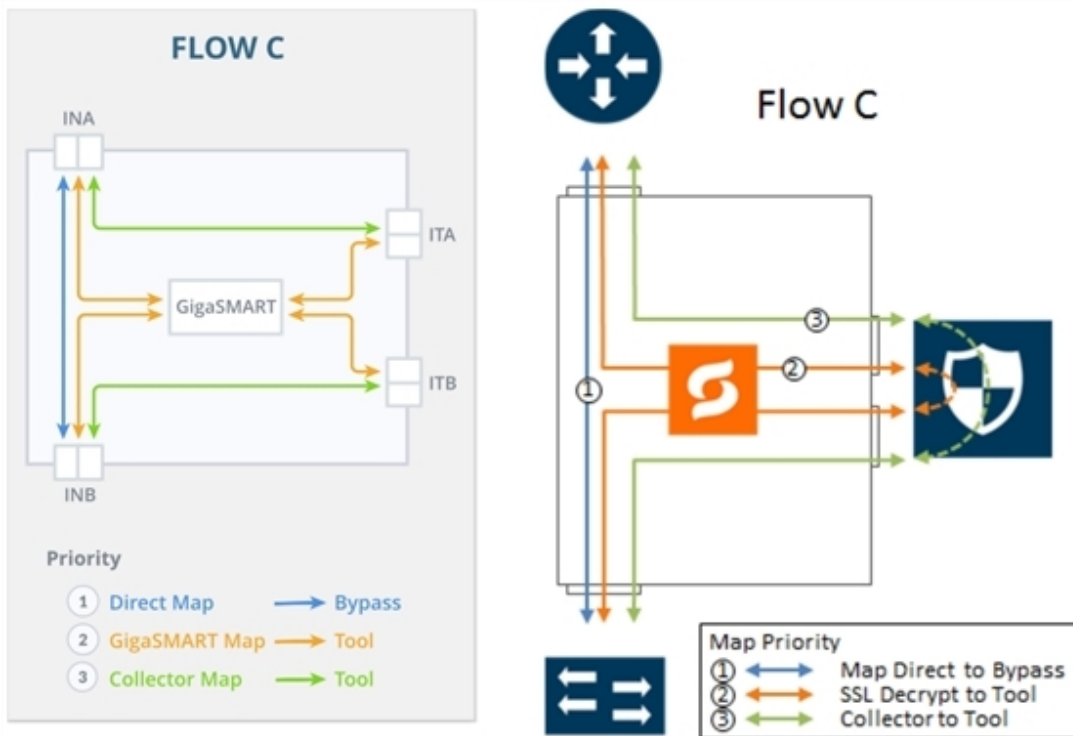 FLOW C
INA
ITA
GigaSMART
ITB
INB
Priority
1 Direct Map Bypass
2 GigaSMART Map Tool
3 Collector Map Tool
Flow C
3
2
1
Map Priority
1 Map Direct to Bypass
2 SSL Decrypt to Tool
3 Collector to Tool